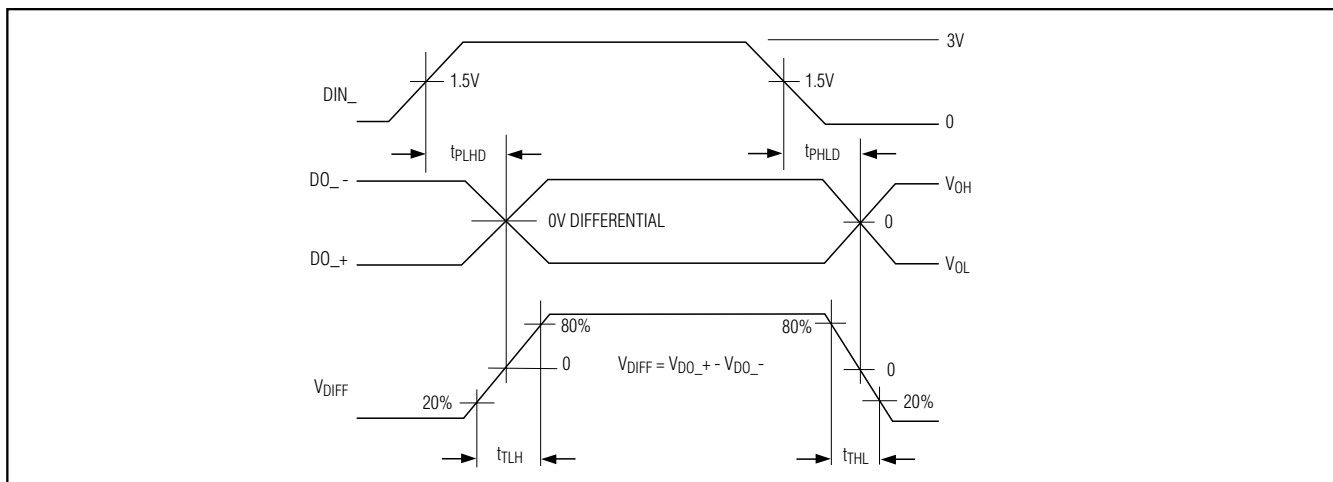 3V
1.5V 1.5V
DIN_
0
tPLHD tPHLD
DO_ - VOH
0V DIFFERENTIAL 0
DO_+ VOL
80% 80%
0 VDIFF = VDO_+ - VDO_- 0
VDIFF
20% 20%
tTLH tTHL